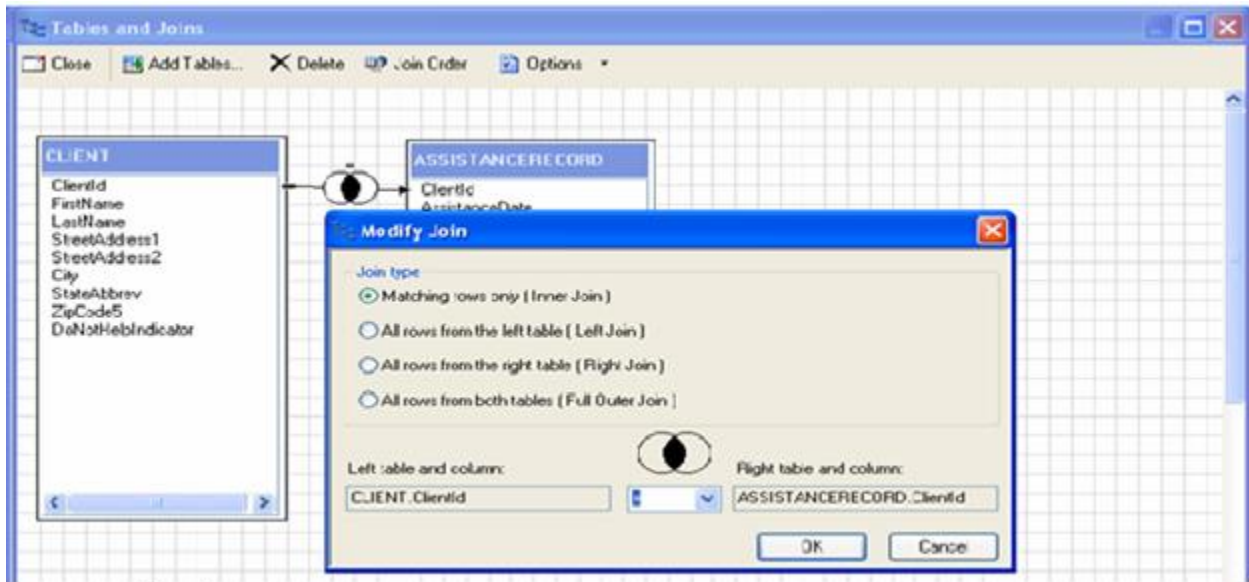 Tables and Joins
Close Add Tables... Delete Join Order Options
CLIENT
ClientId
FirstName
LastName
StreetAddress1
StreetAddress2
City
StateAbbrev
ZipCode5
DoNotHelpIndicator
ASSISTANCERECORD
ClientId
AssistanceDate
Modify Join
Join type
Matching rows only ( Inner Join )
All rows from the left table ( Left Join )
All rows from the right table ( Right Join )
All rows from both tables ( Full Outer Join )
Left table and column:
Right table and column:
CLIENT.ClientId
=
ASSISTANCERECORD.ClientId
OK Cancel